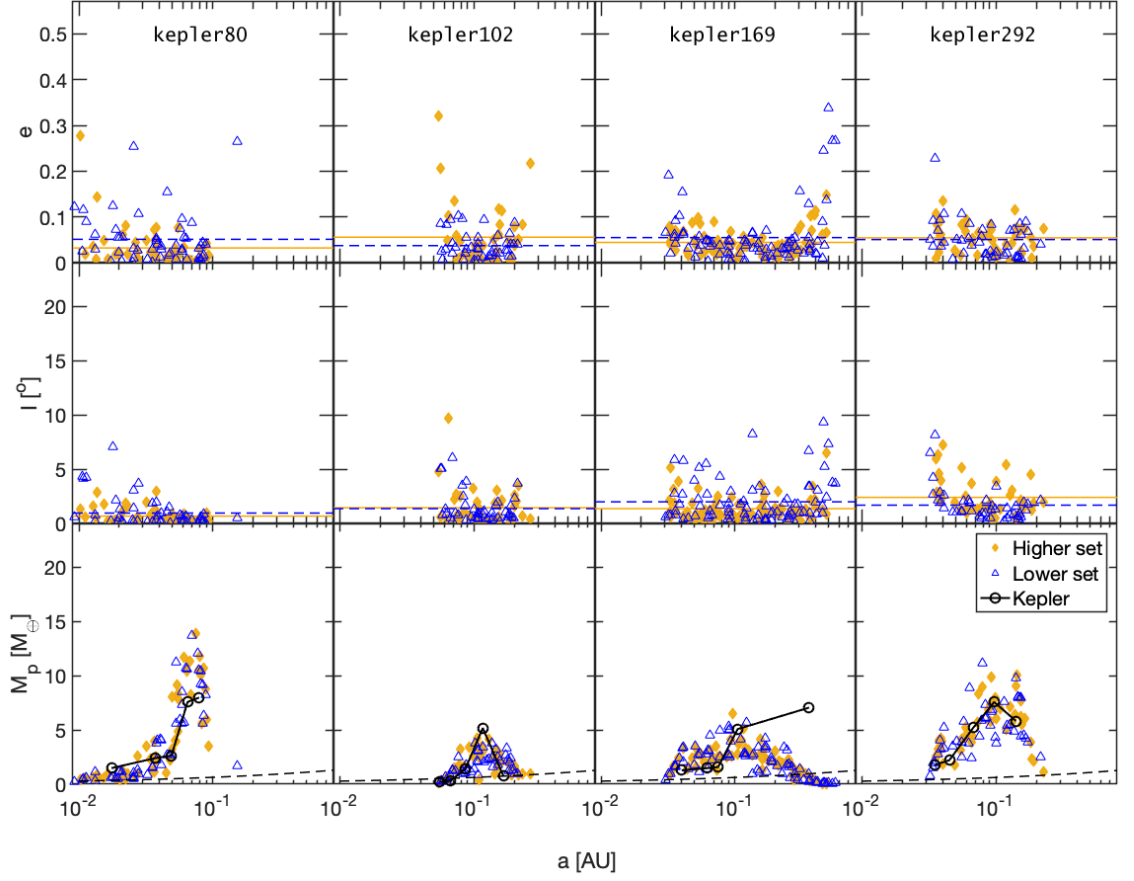 kepler80 kepler102 kepler169 kepler292
0.5
0.4
e 0.3
0.2
0.1
0
20
15
I [°] 10
5
0
Higher set
Lower set
Kepler
20
15
M_p [M_⊕] 10
5
0
10^-2 10^-1 10^-2 10^-1 10^-2 10^-1 10^-2 10^-1
a [AU]